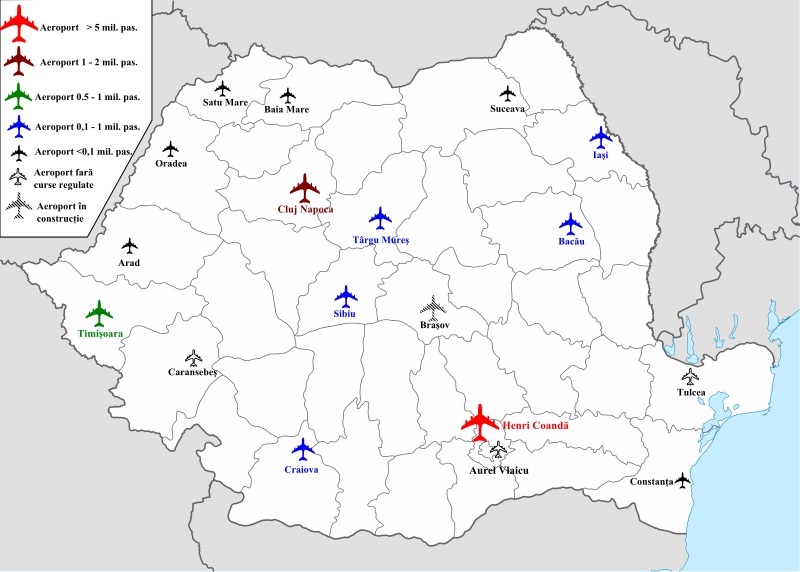 Aeroport > 5 mil. pas.
Aeroport 1 - 2 mil. pas.
Aeroport 0.5 - 1 mil. pas.
Aeroport 0,1 - 1 mil. pas.
Aeroport <0,1 mil. pas.
Aeroport fară
curse regulate
Aeroport în
construcție
Satu Mare
Baia Mare
Suceava
Iași
Oradea
Cluj Napoca
Târgu Mureș
Bacău
Arad
Sibiu
Brașov
Timișoara
Caransebeș
Tulcea
Henri Coandă
Craiova
Aurel Vlaicu
Constanța